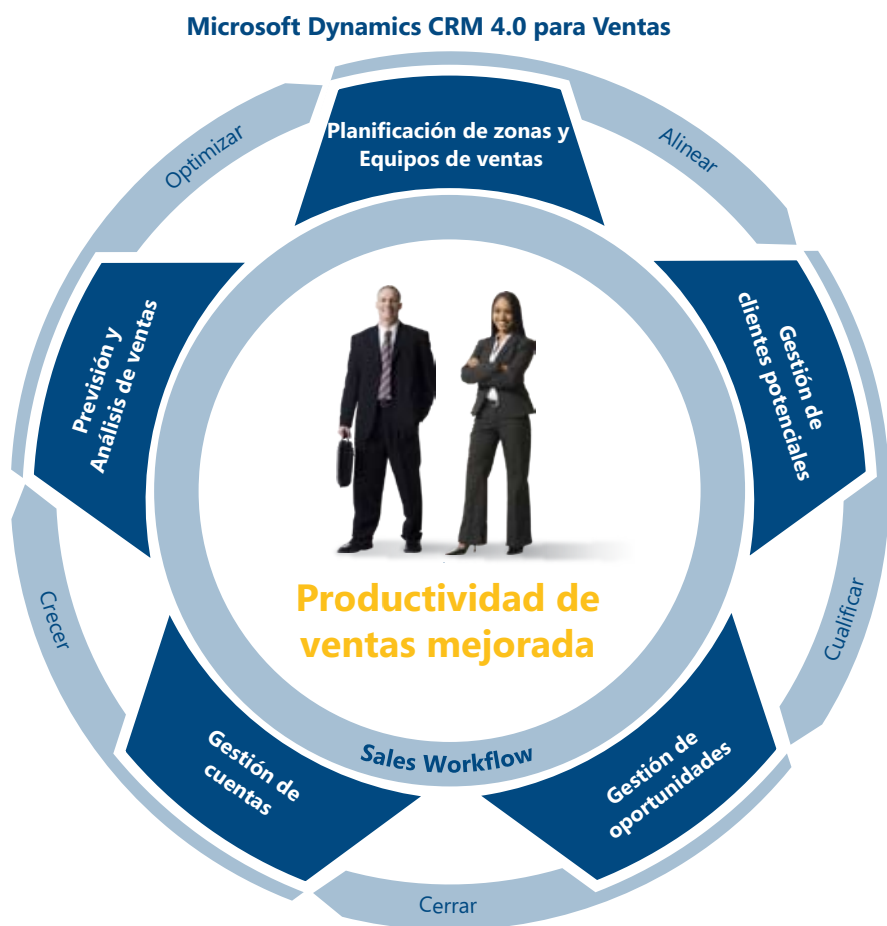 Microsoft Dynamics CRM 4.0 para Ventas
Planificación de zonas y
Equipos de ventas
Alinear
Gestión de
clientes potenciales
Cualificar
Gestión de
oportunidades
Cerrar
Gestión de
cuentas
Crecer
Previsión y
Análisis de ventas
Optimizar
Productividad de
ventas mejorada
Sales Workflow